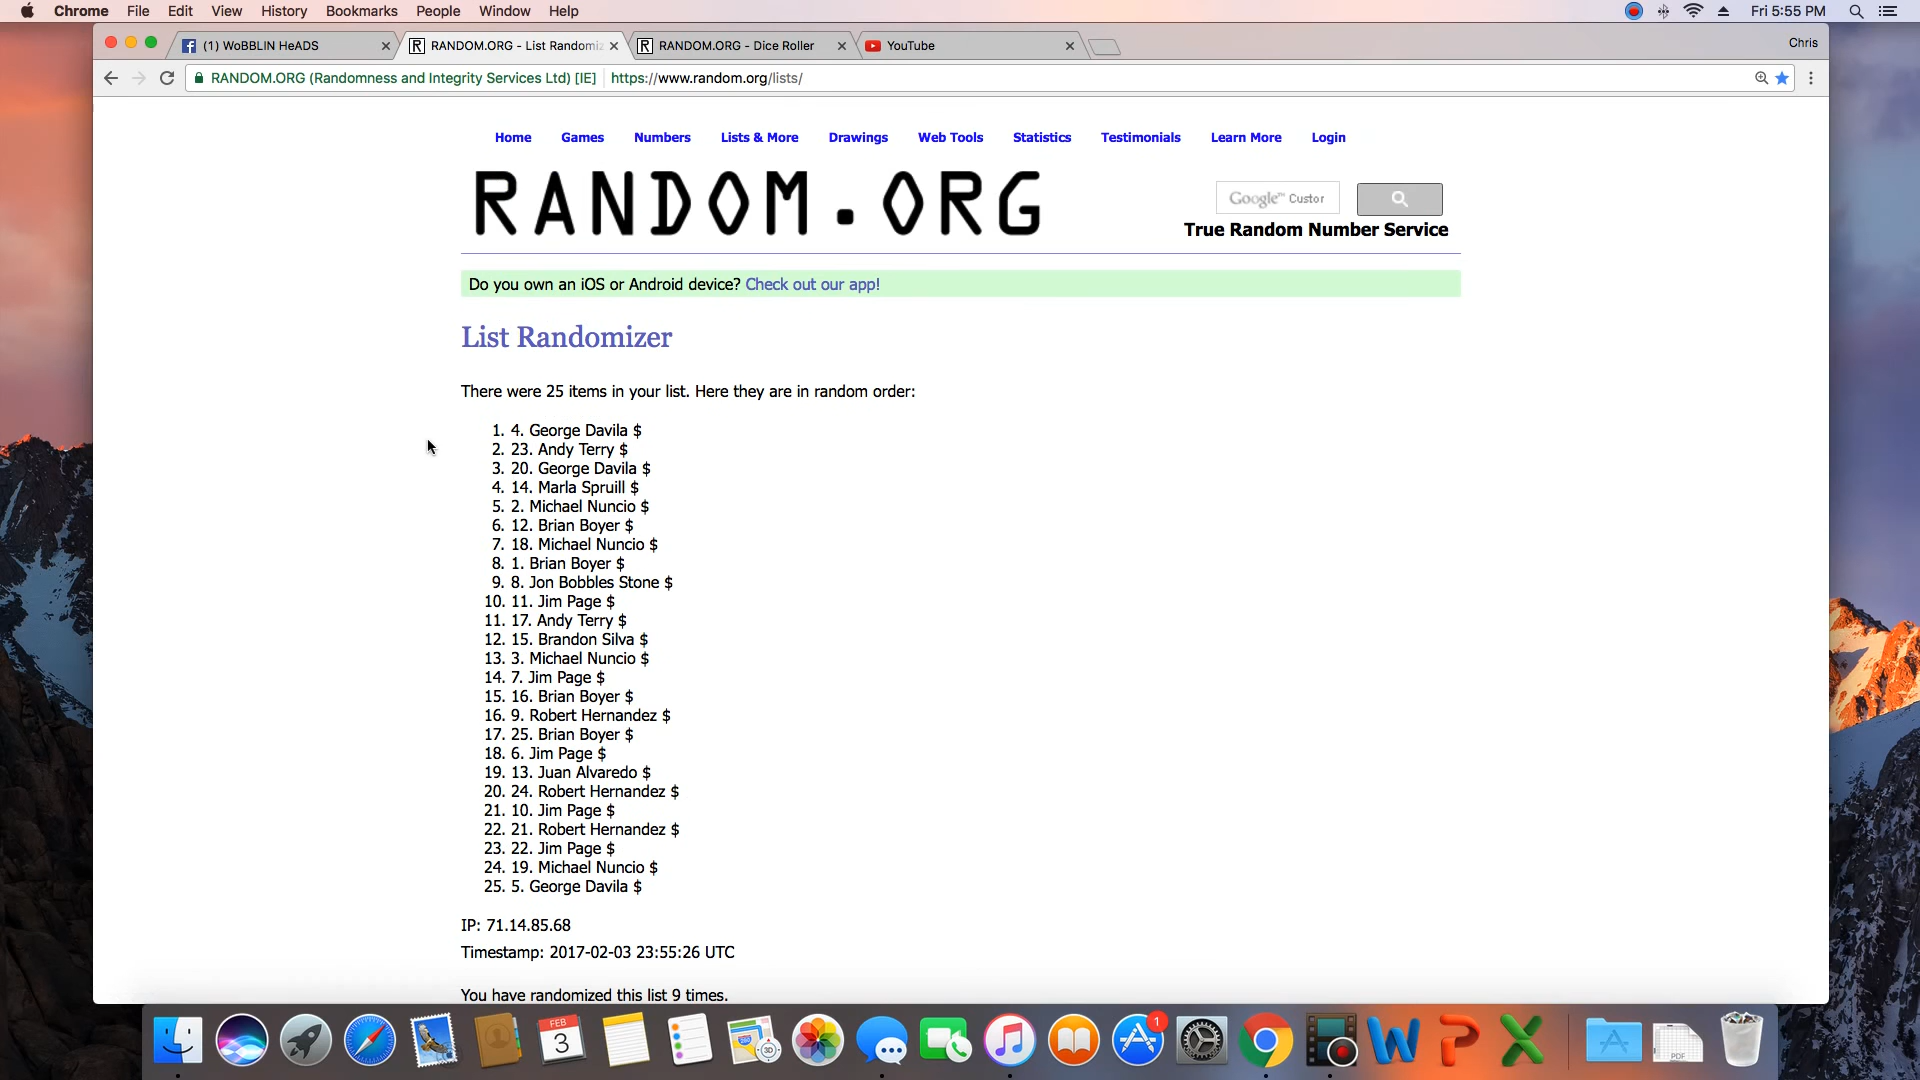 Chrome File Edit View History Bookmarks People Window Help Fri 5:55 PM
(1) WoBBLIN HeADS RANDOM.ORG - List Randomiz RANDOM.ORG - Dice Roller YouTube Chris
RANDOM.ORG (Randomness and Integrity Services Ltd) [IE] https://www.random.org/lists/
Home Games Numbers Lists & More Drawings Web Tools Statistics Testimonials Learn More Login
RANDOM.ORG
Google™ Custor
True Random Number Service
Do you own an iOS or Android device? Check out our app!
List Randomizer
There were 25 items in your list. Here they are in random order:
1. 4. George Davila $
2. 23. Andy Terry $
3. 20. George Davila $
4. 14. Marla Spruill $
5. 2. Michael Nuncio $
6. 12. Brian Boyer $
7. 18. Michael Nuncio $
8. 1. Brian Boyer $
9. 8. Jon Bobbles Stone $
10. 11. Jim Page $
11. 17. Andy Terry $
12. 15. Brandon Silva $
13. 3. Michael Nuncio $
14. 7. Jim Page $
15. 16. Brian Boyer $
16. 9. Robert Hernandez $
17. 25. Brian Boyer $
18. 6. Jim Page $
19. 13. Juan Alvaredo $
20. 24. Robert Hernandez $
21. 10. Jim Page $
22. 21. Robert Hernandez $
23. 22. Jim Page $
24. 19. Michael Nuncio $
25. 5. George Davila $
IP: 71.14.85.68
Timestamp: 2017-02-03 23:55:26 UTC
You have randomized this list 9 times.
FEB
3
3D
1
PDF